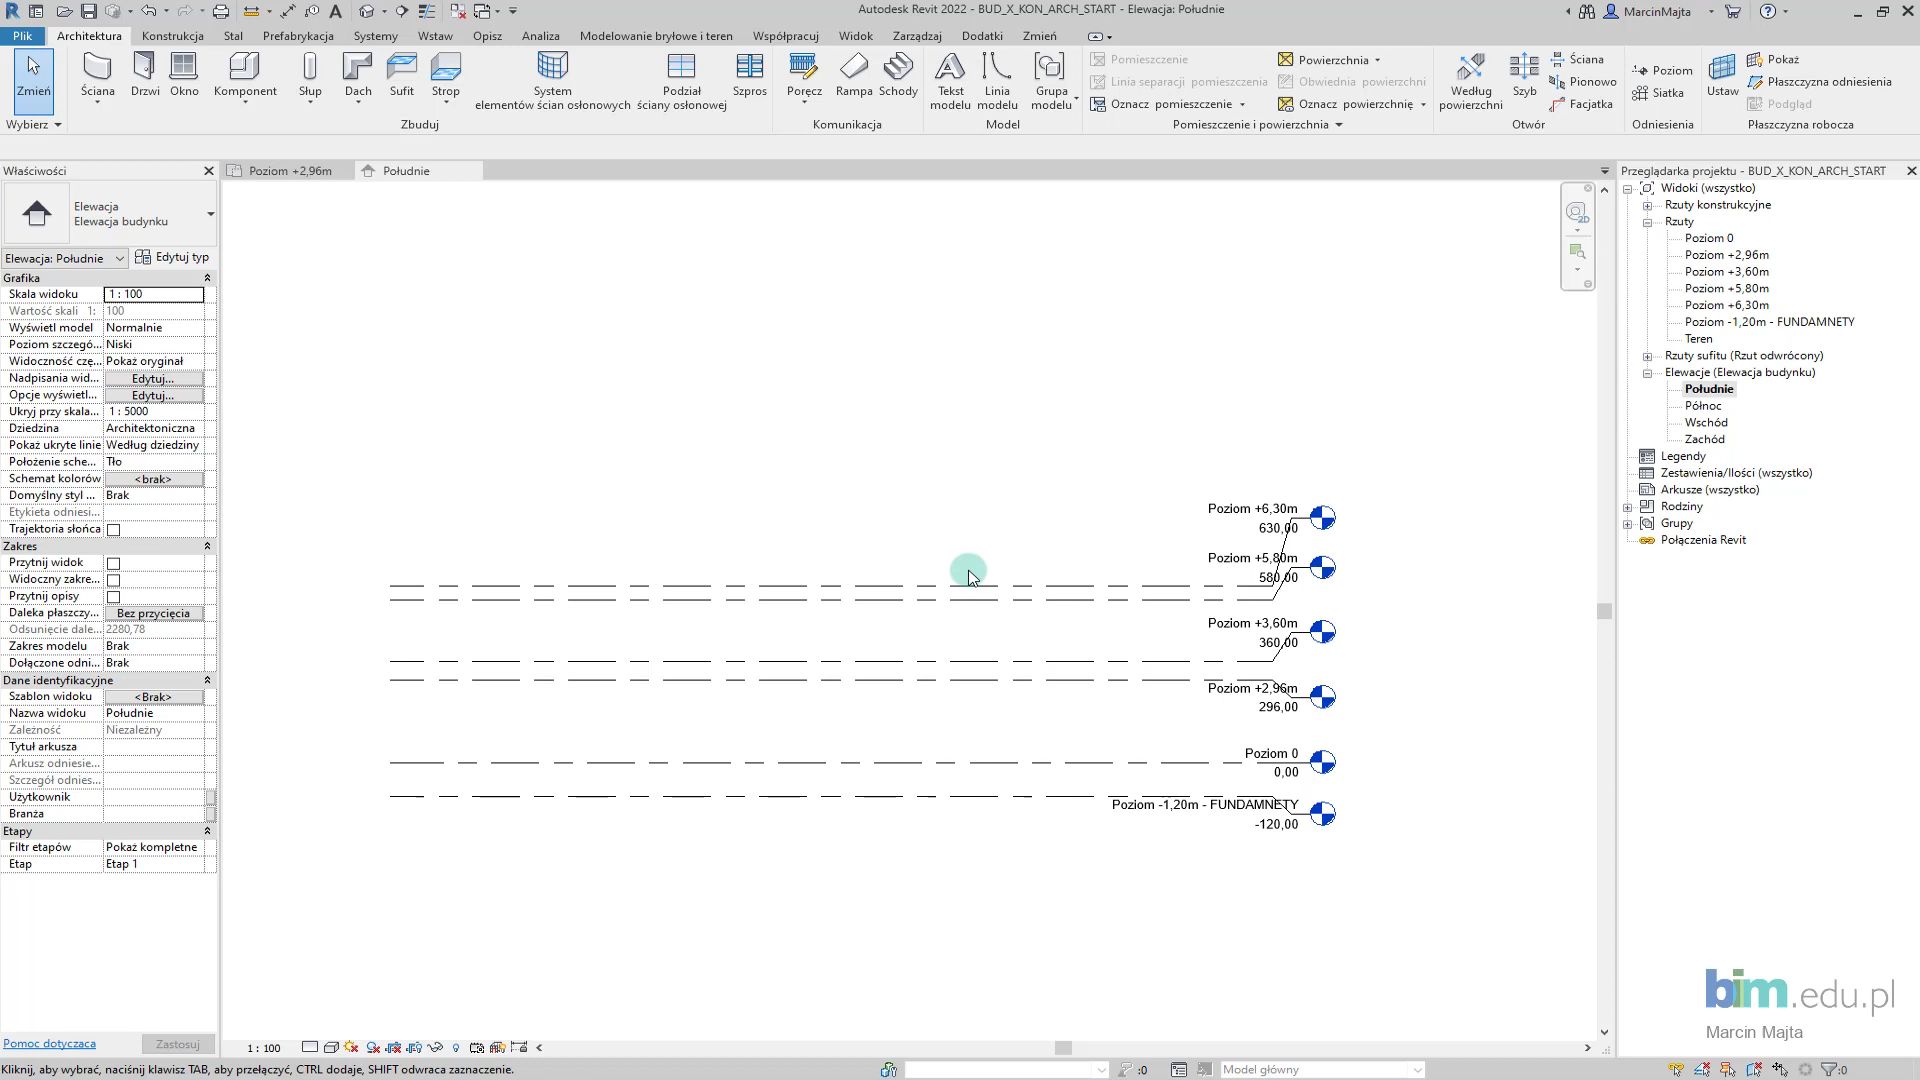 Autodesk Revit 2022 - BUD_X_KON_ARCH_START - Elewacja: Południe
MarcinMajta
Plik Architektura Konstrukcja Stal Prefabrykacja Systemy Wstaw Opisz Analiza Modelowanie bryłowe i teren Współpracuj Widok Zarządzaj Dodatki Zmień
Zmień
Wybierz
Ściana
Drzwi
Okno
Komponent
Słup
Dach
Sufit
Strop
System
elementów ścian osłonowych
Podział
ściany osłonowej
Szpros
Zbuduj
Poręcz
Rampa
Schody
Komunikacja
Tekst
modelu
Linia
modelu
Grupa
modelu
Model
Pomieszczenie
Linia separacji pomieszczenia
Oznacz pomieszczenie
Powierzchnia
Obwiednia powierzchni
Oznacz powierzchnię
Pomieszczenie i powierzchnia
Według
powierzchni
Szyb
Ściana
Pionowo
Facjatka
Otwór
Poziom
Siatka
Odniesienia
Ustaw
Pokaż
Płaszczyzna odniesienia
Podgląd
Płaszczyzna robocza
Właściwości
Elewacja
Elewacja budynku
Elewacja: Południe
Edytuj typ
Grafika
Skala widoku 1 : 100
Wartość skali 1: 100
Wyświetl model Normalnie
Poziom szczegó... Niski
Widoczność czę... Pokaż oryginał
Nadpisania wid... Edytuj...
Opcje wyświetl... Edytuj...
Ukryj przy skala... 1 : 5000
Dziedzina Architektoniczna
Pokaż ukryte linie Według dziedziny
Położenie sche... Tło
Schemat kolorów <brak>
Domyślny styl ... Brak
Etykieta odniesi...
Trajektoria słońca
Zakres
Przytnij widok
Widoczny zakre...
Przytnij opisy
Daleka płaszczy... Bez przycięcia
Odsunięcie dale... 2280,78
Zakres modelu Brak
Dołączone odni... Brak
Dane identyfikacyjne
Szablon widoku <Brak>
Nazwa widoku Południe
Zależność Niezależny
Tytuł arkusza
Arkusz odniesie...
Szczegół odnies...
Użytkownik
Branża
Etapy
Filtr etapów Pokaż kompletne
Etap Etap 1
Pomoc dotycząca
Zastosuj
Poziom +2,96m
Południe
Poziom +6,30m
630,00
Poziom +5,80m
580,00
Poziom +3,60m
360,00
Poziom +2,96m
296,00
Poziom 0
0,00
Poziom -1,20m - FUNDAMNETY
-120,00
2D
Przeglądarka projektu - BUD_X_KON_ARCH_START
Widoki (wszystko)
Rzuty konstrukcyjne
Rzuty
Poziom 0
Poziom +2,96m
Poziom +3,60m
Poziom +5,80m
Poziom +6,30m
Poziom -1,20m - FUNDAMNETY
Teren
Rzuty sufitu (Rzut odwrócony)
Elewacje (Elewacja budynku)
Południe
Północ
Wschód
Zachód
Legendy
Zestawienia/Ilości (wszystko)
Arkusze (wszystko)
Rodziny
Grupy
Połączenia Revit
bim.edu.pl
Marcin Majta
1 : 100
Kliknij, aby wybrać, naciśnij klawisz TAB, aby przełączyć, CTRL dodaje, SHIFT odwraca zaznaczenie.
:0
Model główny
:0